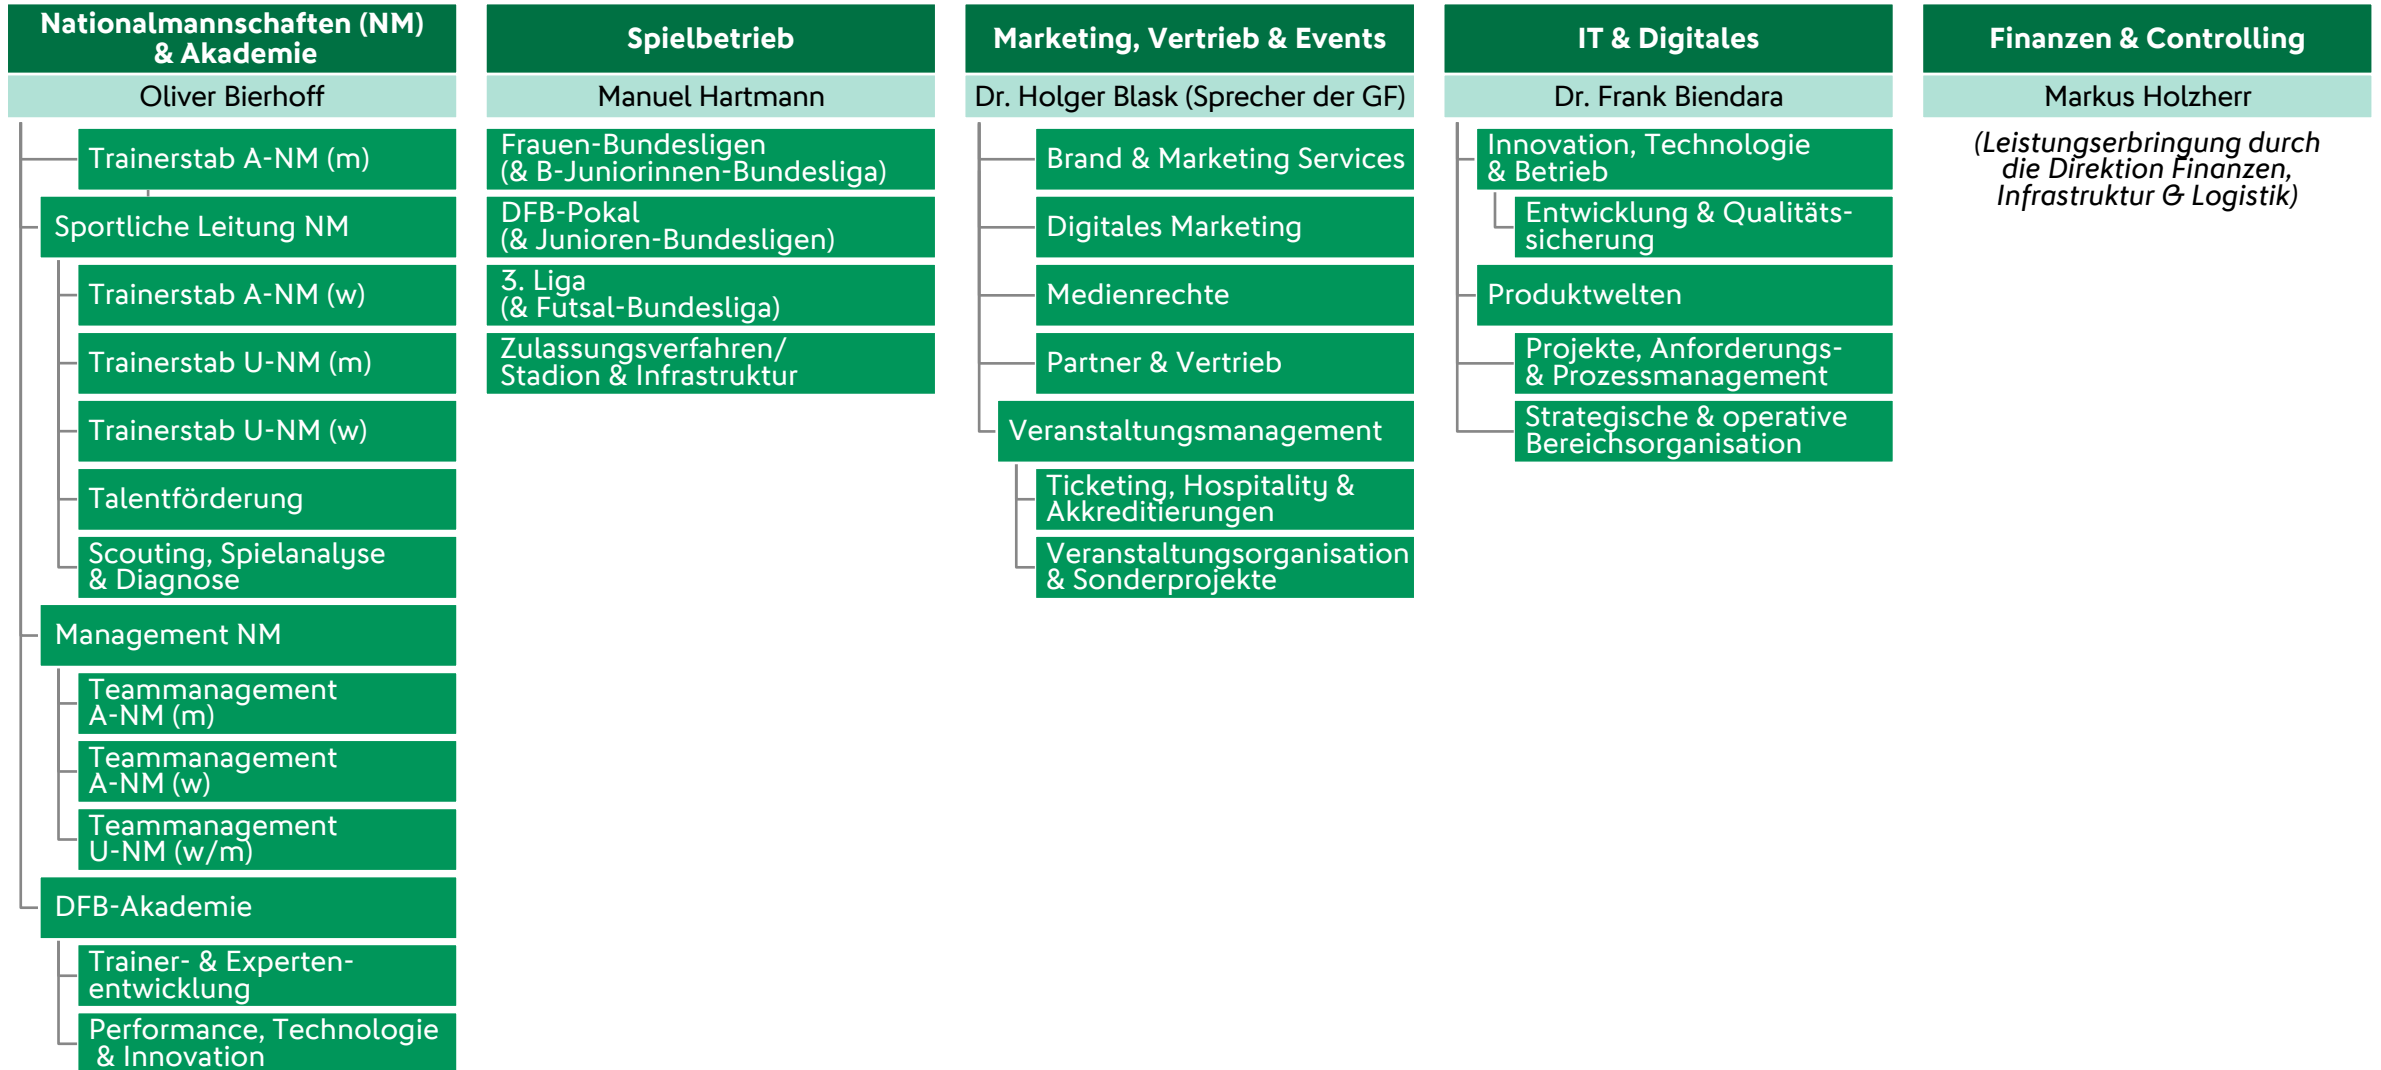 Nationalmannschaften (NM)
& Akademie
Oliver Bierhoff
Trainerstab A-NM (m)
Sportliche Leitung NM
Trainerstab A-NM (w)
Trainerstab U-NM (m)
Trainerstab U-NM (w)
Talentförderung
Scouting, Spielanalyse
& Diagnose
Management NM
Teammanagement
A-NM (m)
Teammanagement
A-NM (w)
Teammanagement
U-NM (w/m)
DFB-Akademie
Trainer- & Experten-
entwicklung
Performance, Technologie
& Innovation
Spielbetrieb
Manuel Hartmann
Frauen-Bundesligen
(& B-Juniorinnen-Bundesliga)
DFB-Pokal
(& Junioren-Bundesligen)
3. Liga
(& Futsal-Bundesliga)
Zulassungsverfahren/
Stadion & Infrastruktur
Marketing, Vertrieb & Events
Dr. Holger Blask (Sprecher der GF)
Brand & Marketing Services
Digitales Marketing
Medienrechte
Partner & Vertrieb
Veranstaltungsmanagement
Ticketing, Hospitality &
Akkreditierungen
Veranstaltungsorganisation
& Sonderprojekte
IT & Digitales
Dr. Frank Biendara
Innovation, Technologie
& Betrieb
Entwicklung & Qualitäts-
sicherung
Produktwelten
Projekte, Anforderungs-
& Prozessmanagement
Strategische & operative
Bereichsorganisation
Finanzen & Controlling
Markus Holzherr
(Leistungserbringung durch
die Direktion Finanzen,
Infrastruktur & Logistik)